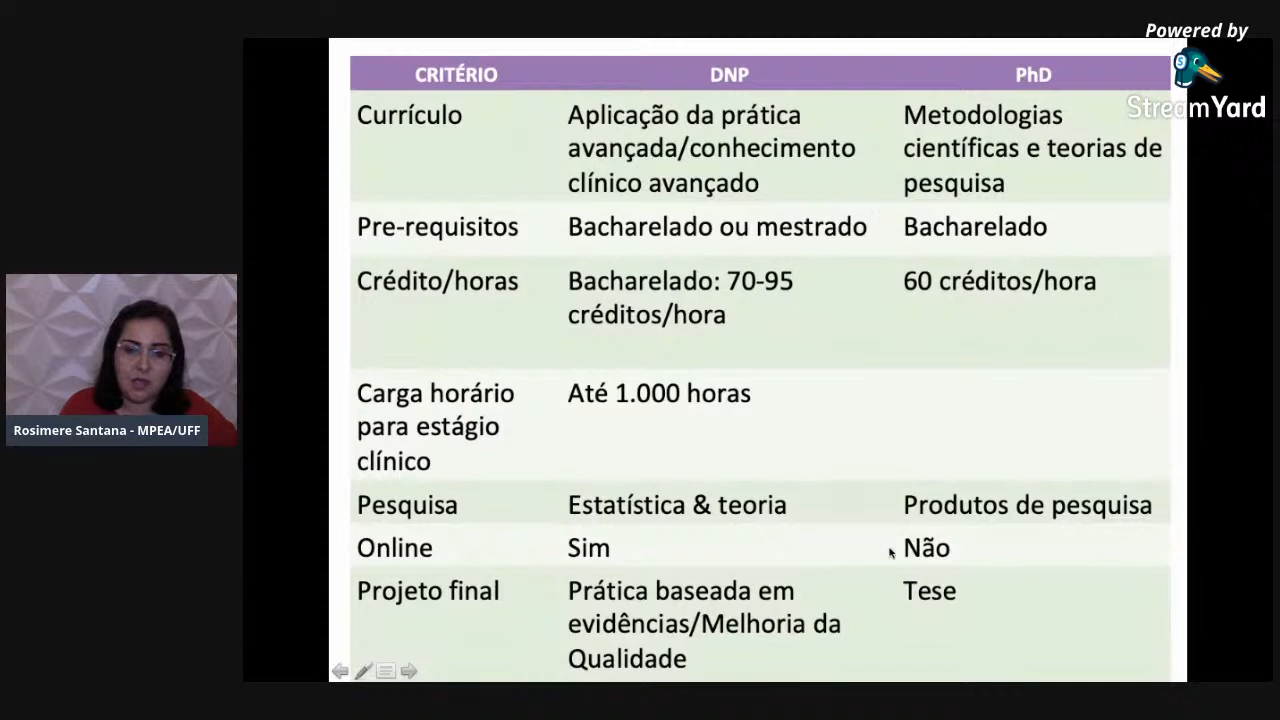 Powered by
StreamYard
CRITÉRIO DNP PhD
Currículo Aplicação da prática avançada/conhecimento clínico avançado Metodologias científicas e teorias de pesquisa
Pre-requisitos Bacharelado ou mestrado Bacharelado
Crédito/horas Bacharelado: 70-95 créditos/hora 60 créditos/hora
Carga horário para estágio clínico Até 1.000 horas
Pesquisa Estatística & teoria Produtos de pesquisa
Online Sim Não
Projeto final Prática baseada em evidências/Melhoria da Qualidade Tese
Rosimere Santana - MPEA/UFF